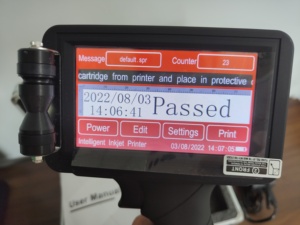 Message default.spr Counter 23
cartridge from printer and place in protective
2022/08/03
14:06:41 Passed
Power Edit Settings Print
Intelligent Inkjet Printer 03/08/2022 14:07:05
FRONT
User Manual